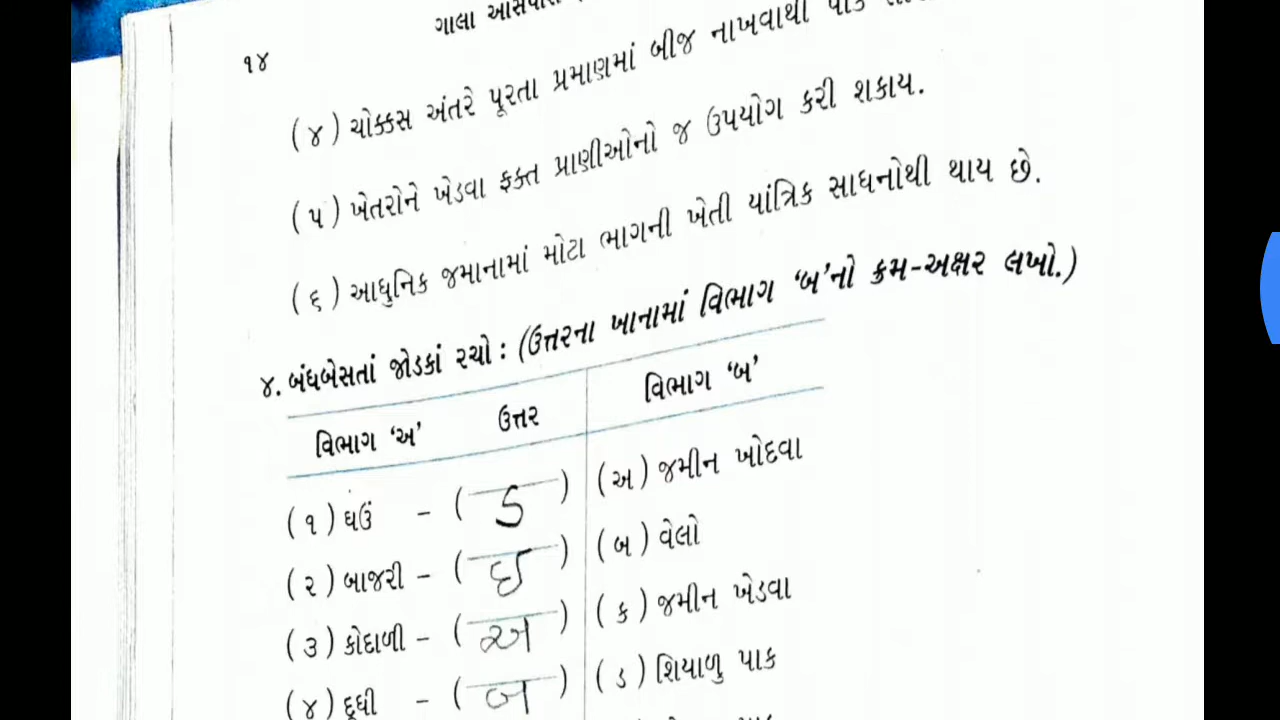 ૧૪
ગાલા
(૪) ચોક્કસ અંતરે પૂરતા પ્રમાણમાં બીજ નાખવાથી પાક
(૫) ખેતરોને ખેડવા ફક્ત પ્રાણીઓનો જ ઉપયોગ કરી શકાય.
(૬) આધુનિક જમાનામાં મોટા ભાગની ખેતી યાંત્રિક સાધનોથી થાય છે.
૪. બંધબેસતાં જોડકાં રચો : (ઉત્તરના ખાનામાં વિભાગ ‘બ’નો ક્રમ-અક્ષર લખો.)
વિભાગ ‘અ’ ઉત્તર વિભાગ ‘બ’
(૧) ઘઉં – ( ડ ) (અ) જમીન ખોદવા
(૨) બાજરી – ( ઇ ) (બ) વેલો
(૩) કોદાળી – ( અ ) (ક) જમીન ખેડવા
(૪) દૂધી – ( બ ) (ડ) શિયાળુ પાક